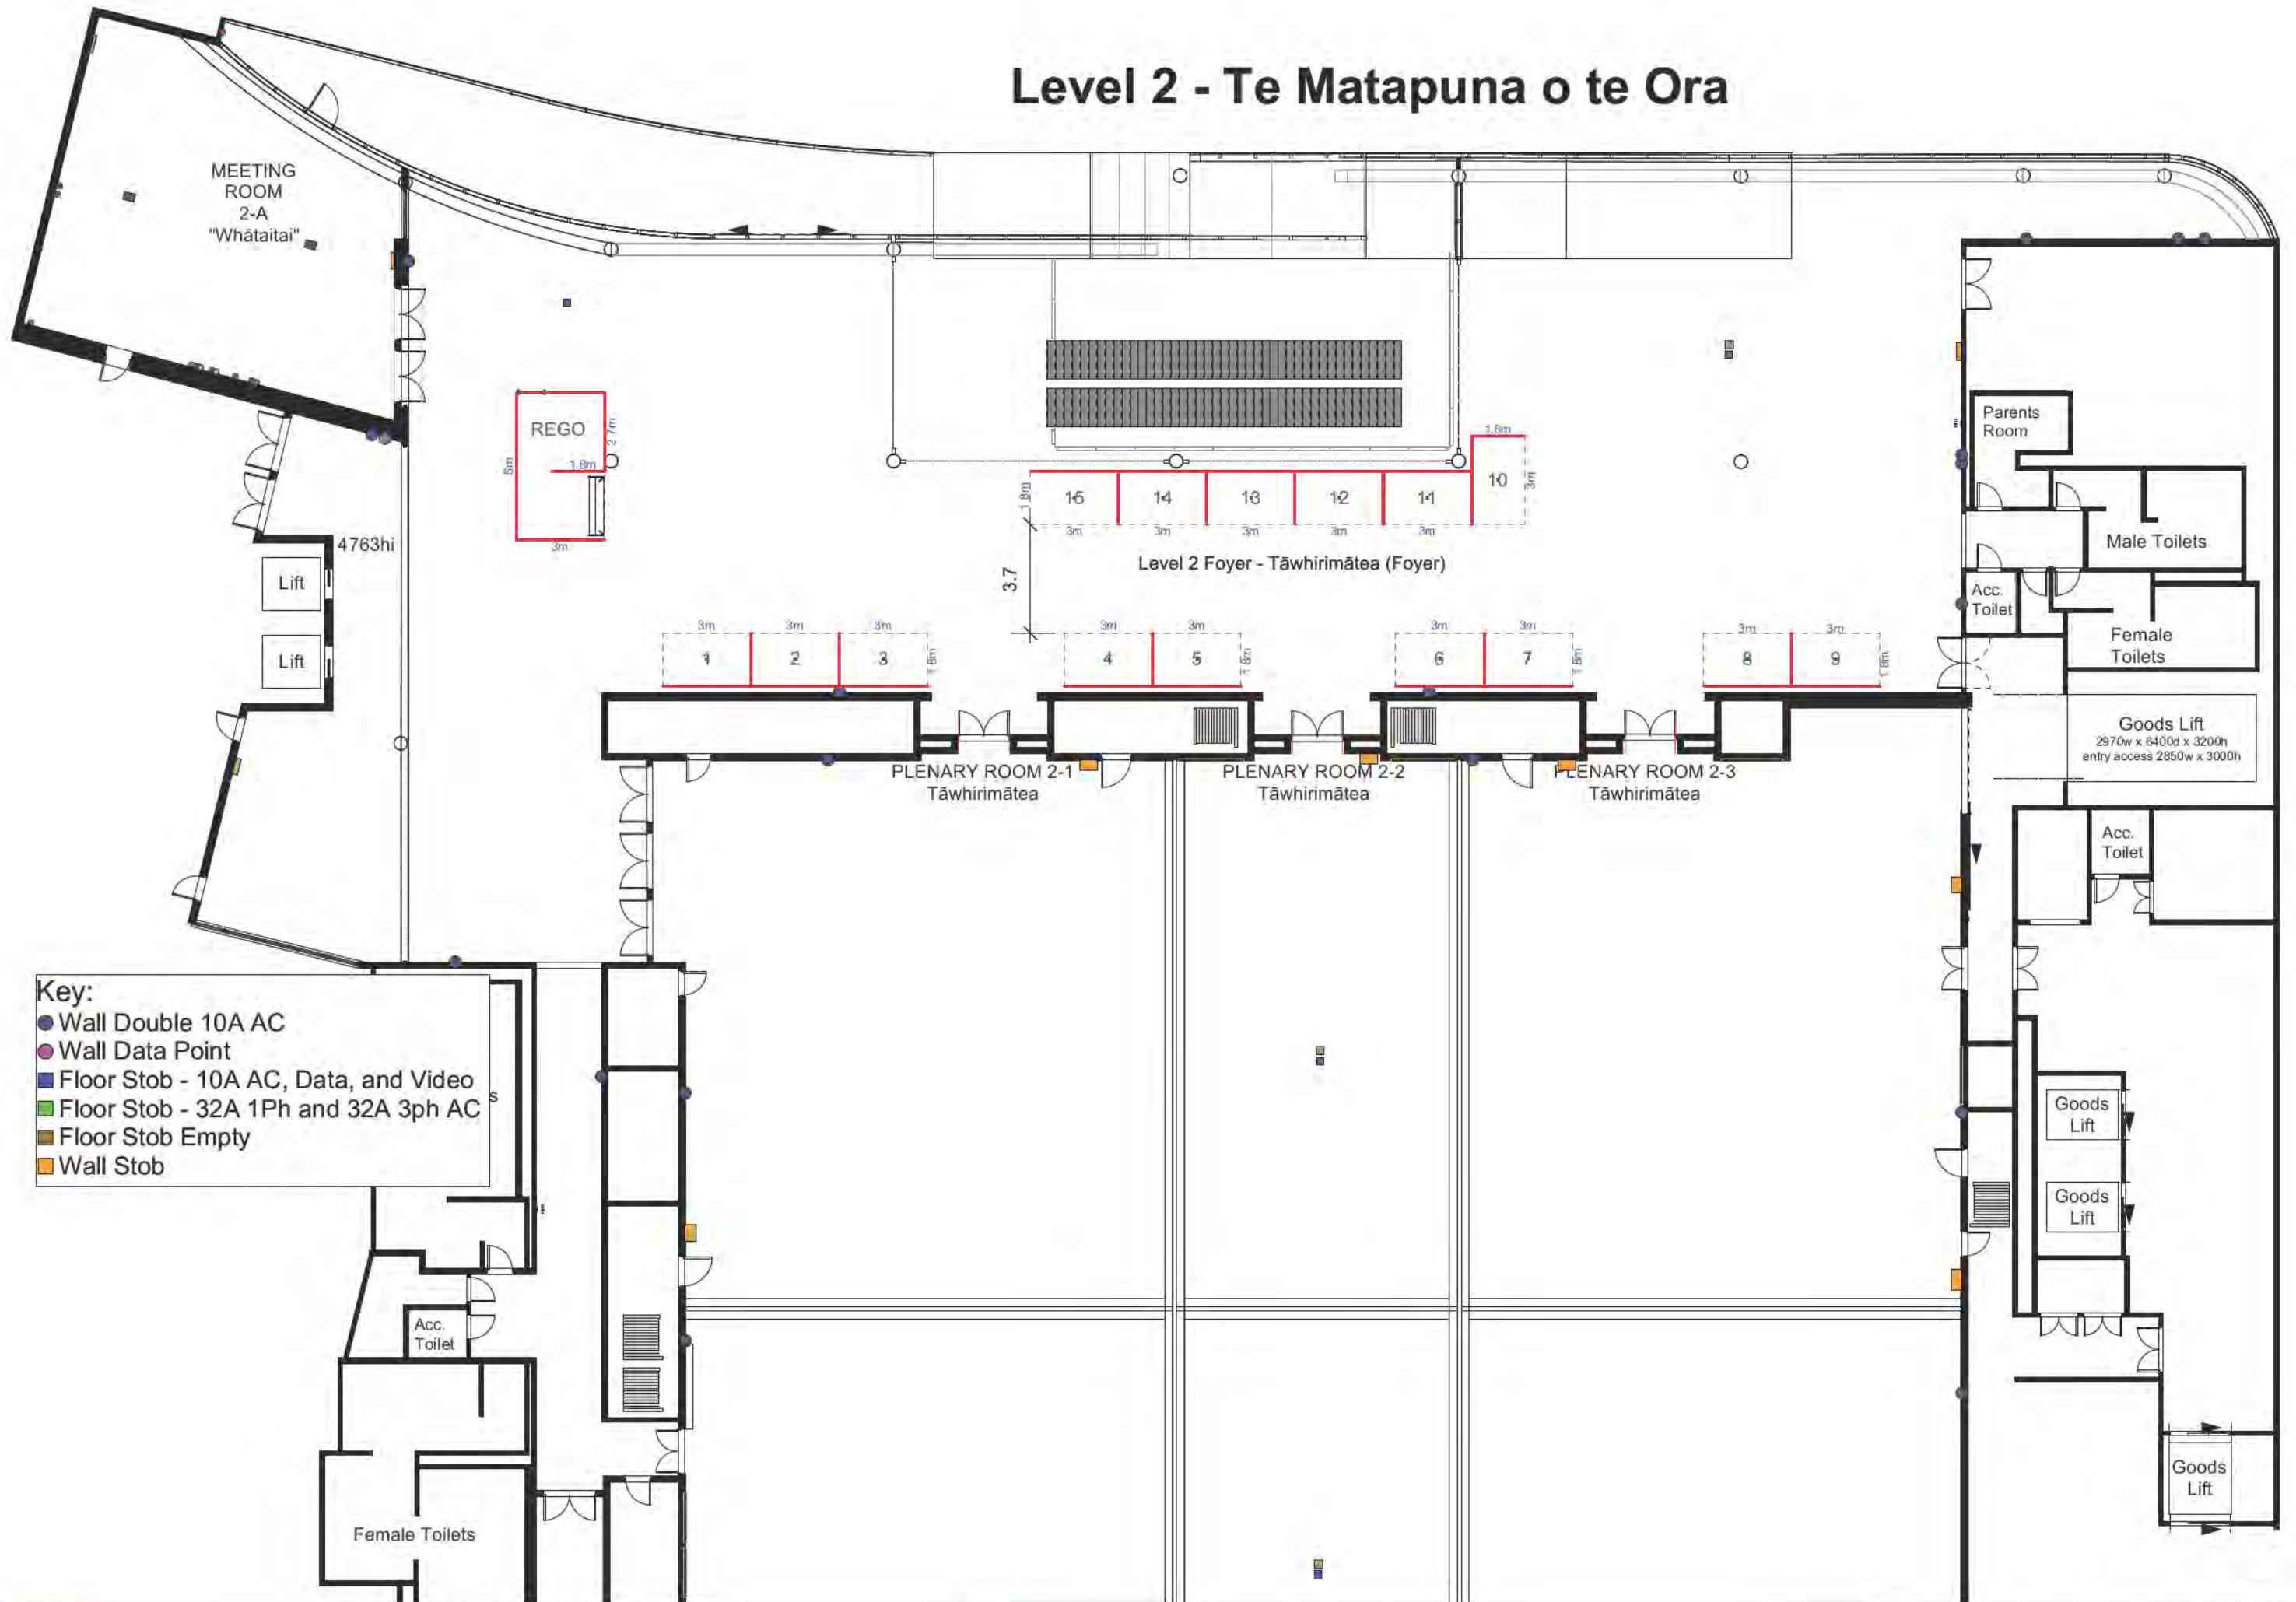 Level 2 - Te Matapuna o te Ora
MEETING
ROOM
2-A
"Whātaitai"
REGO
2.7m
1.8m
5m
3m
4763hi
Lift
Lift
1.8m
10
3m
1.8m
15
14
13
12
11
3m
3m
3m
3m
3m
Level 2 Foyer - Tāwhirimātea (Foyer)
3.7
Parents
Room
Male Toilets
Acc.
Toilet
Female
Toilets
3m
3m
3m
1
2
3
1.8m
3m
3m
4
5
1.8m
3m
3m
6
7
1.8m
3m
3m
8
9
1.8m
Goods Lift
2970w x 6400d x 3200h
entry access 2850w x 3000h
PLENARY ROOM 2-1
Tāwhirimātea
PLENARY ROOM 2-2
Tāwhirimātea
PLENARY ROOM 2-3
Tāwhirimātea
Acc.
Toilet
Key:
Wall Double 10A AC
Wall Data Point
Floor Stob - 10A AC, Data, and Video
Floor Stob - 32A 1Ph and 32A 3ph AC
Floor Stob Empty
Wall Stob
s
Goods
Lift
Goods
Lift
Acc.
Toilet
Goods
Lift
Female Toilets